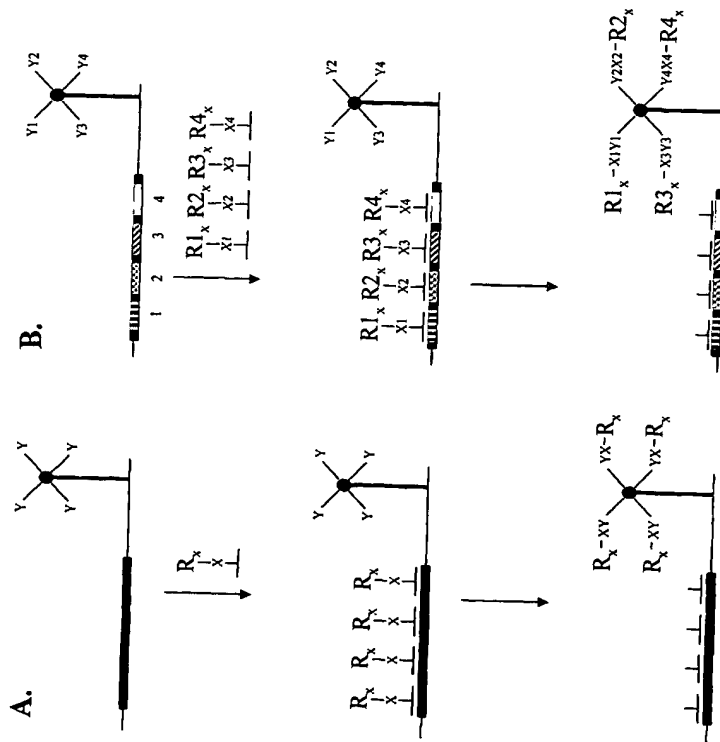 A.
Y Y
Y Y
Rₓ
X
Rₓ Rₓ Rₓ Rₓ
X X X X
Y Y
Y Y
Rₓ-XY YX-Rₓ
Rₓ-XY YX-Rₓ
B.
Y1 Y2
Y3 Y4
1 2 3 4
R1ₓ R2ₓ R3ₓ R4ₓ
X1 X2 X3 X4
Y1 Y2
Y3 Y4
R1ₓ R2ₓ R3ₓ R4ₓ
X1 X2 X3 X4
R1ₓ-X1Y1 Y2X2-R2ₓ
R3ₓ-X3Y3 Y4X4-R4ₓ